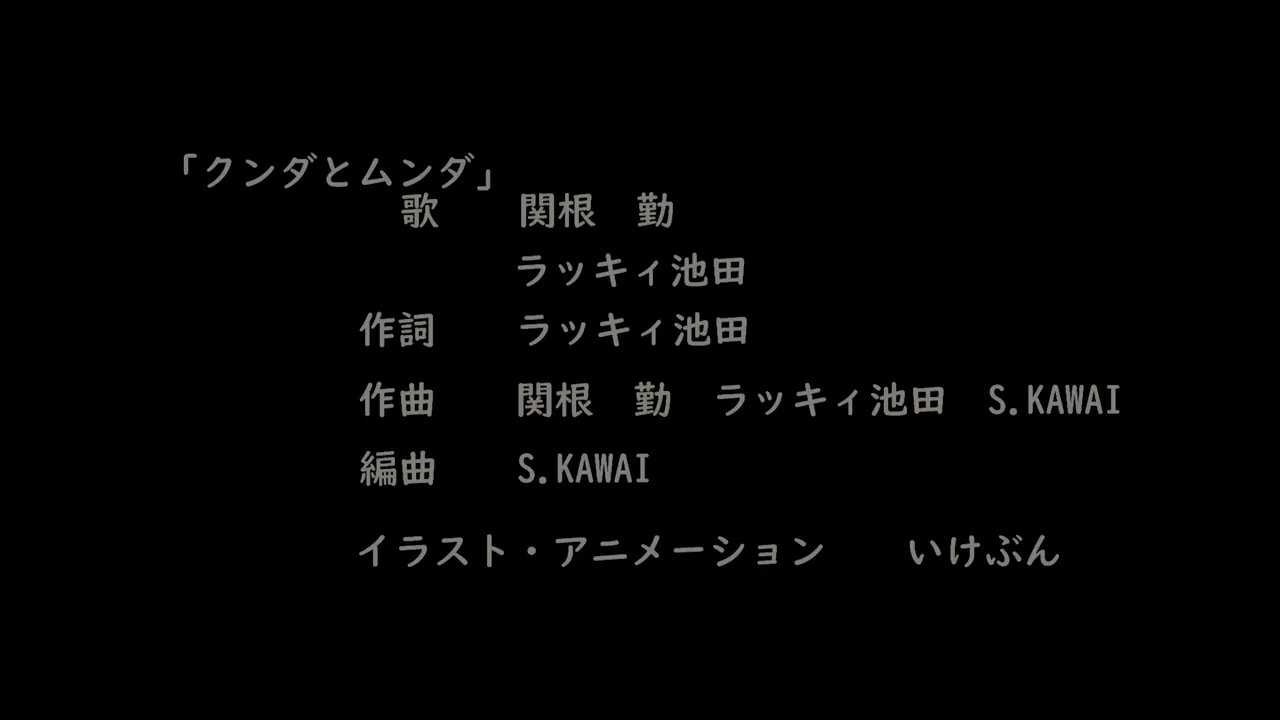 「クンダとムンダ」
歌　　関根　勤
ラッキィ池田
作詞　　ラッキィ池田
作曲　　関根　勤　ラッキィ池田　S.KAWAI
編曲　　S.KAWAI
イラスト・アニメーション　　いけぶん